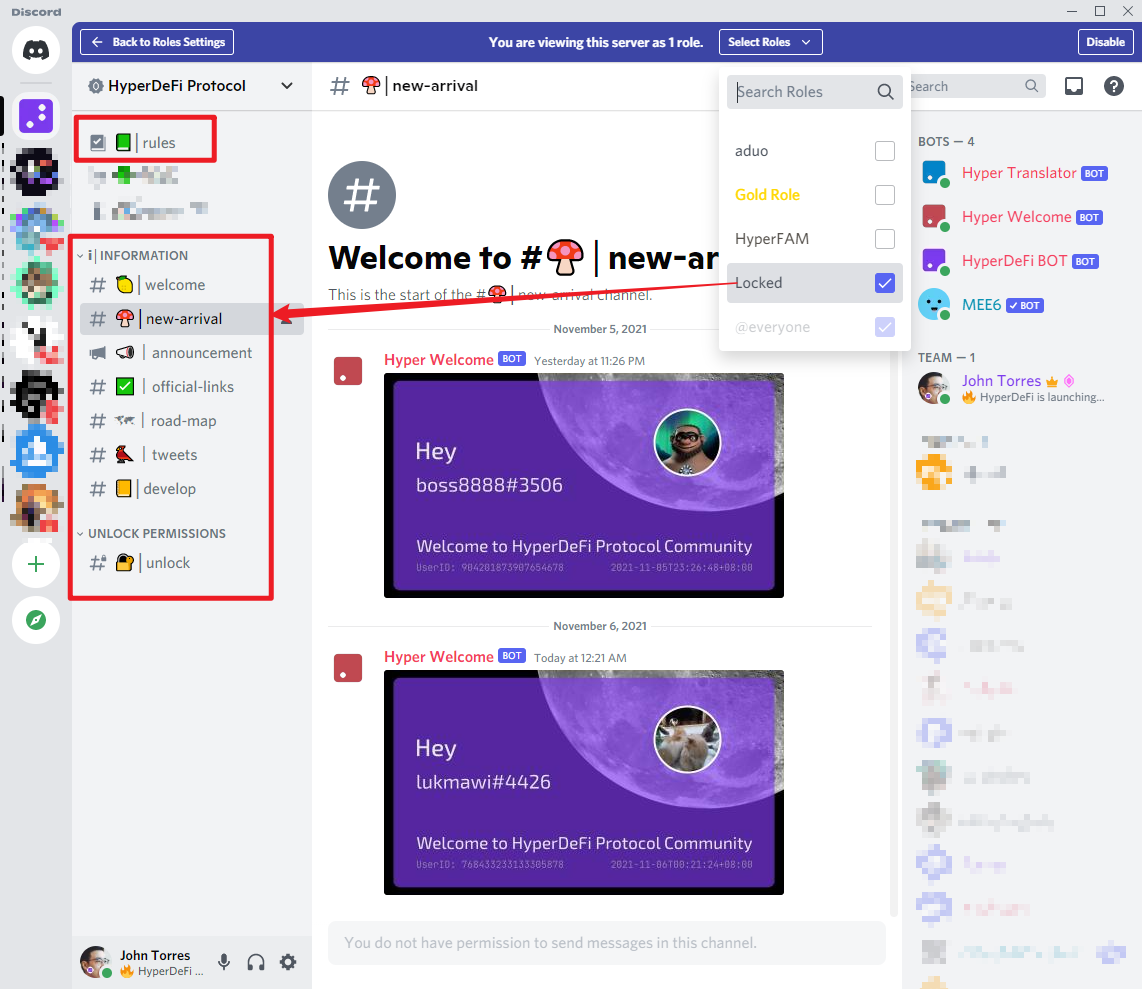 Discord
Back to Roles Settings
You are viewing this server as 1 role.
Select Roles
Disable
HyperDeFi Protocol
rules
INFORMATION
welcome
new-arrival
announcement
official-links
road-map
tweets
develop
UNLOCK PERMISSIONS
unlock
John Torres
HyperDeFi ...
new-arrival
Search
Search Roles
aduo
Gold Role
HyperFAM
Locked
@everyone
Welcome to # | new-ar
This is the start of the # | new-arrival channel.
November 5, 2021
Hyper Welcome BOT Yesterday at 11:26 PM
Hey
boss8888#3506
Welcome to HyperDeFi Protocol Community
UserID: 904201873907654678 2021-11-05T23:26:48+08:00
November 6, 2021
Hyper Welcome BOT Today at 12:21 AM
Hey
lukmawi#4426
Welcome to HyperDeFi Protocol Community
UserID: 768433233133305878 2021-11-06T00:21:24+08:00
You do not have permission to send messages in this channel.
BOTS — 4
Hyper Translator BOT
Hyper Welcome BOT
HyperDeFi BOT BOT
MEE6 BOT
TEAM — 1
John Torres
HyperDeFi is launching...